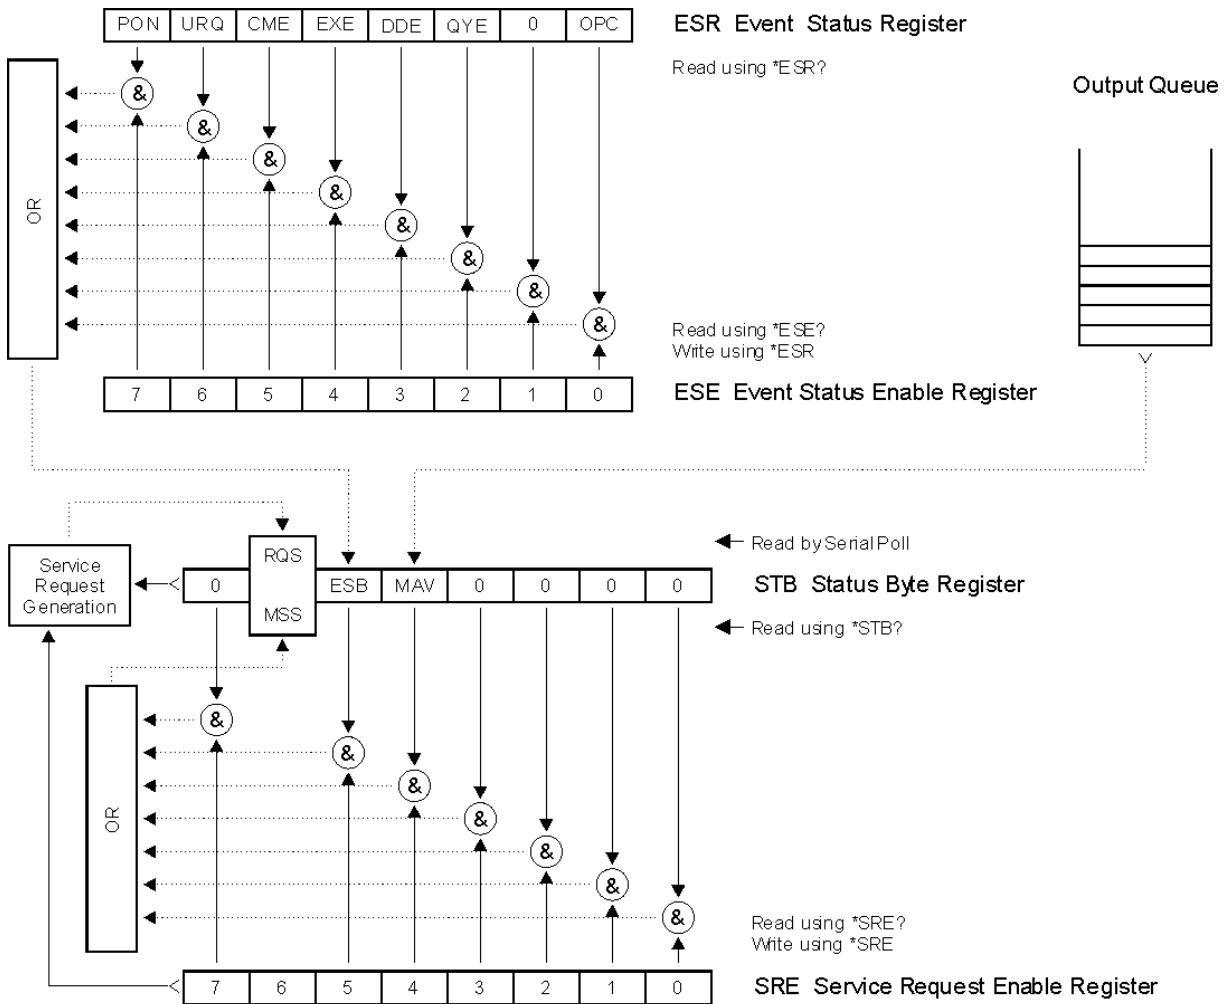 PON URQ CME EXE DDE QYE 0 OPC
ESR Event Status Register
Read using *ESR?
Output Queue
&
&
&
&
&
&
&
&
OR
Read using *ESE?
Write using *ESR
7 6 5 4 3 2 1 0
ESE Event Status Enable Register
Service
Request
Generation
RQS
Read by Serial Poll
0 ESB MAV 0 0 0 0
STB Status Byte Register
MSS
Read using *STB?
&
&
&
&
&
&
&
OR
Read using *SRE?
Write using *SRE
7 6 5 4 3 2 1 0
SRE Service Request Enable Register